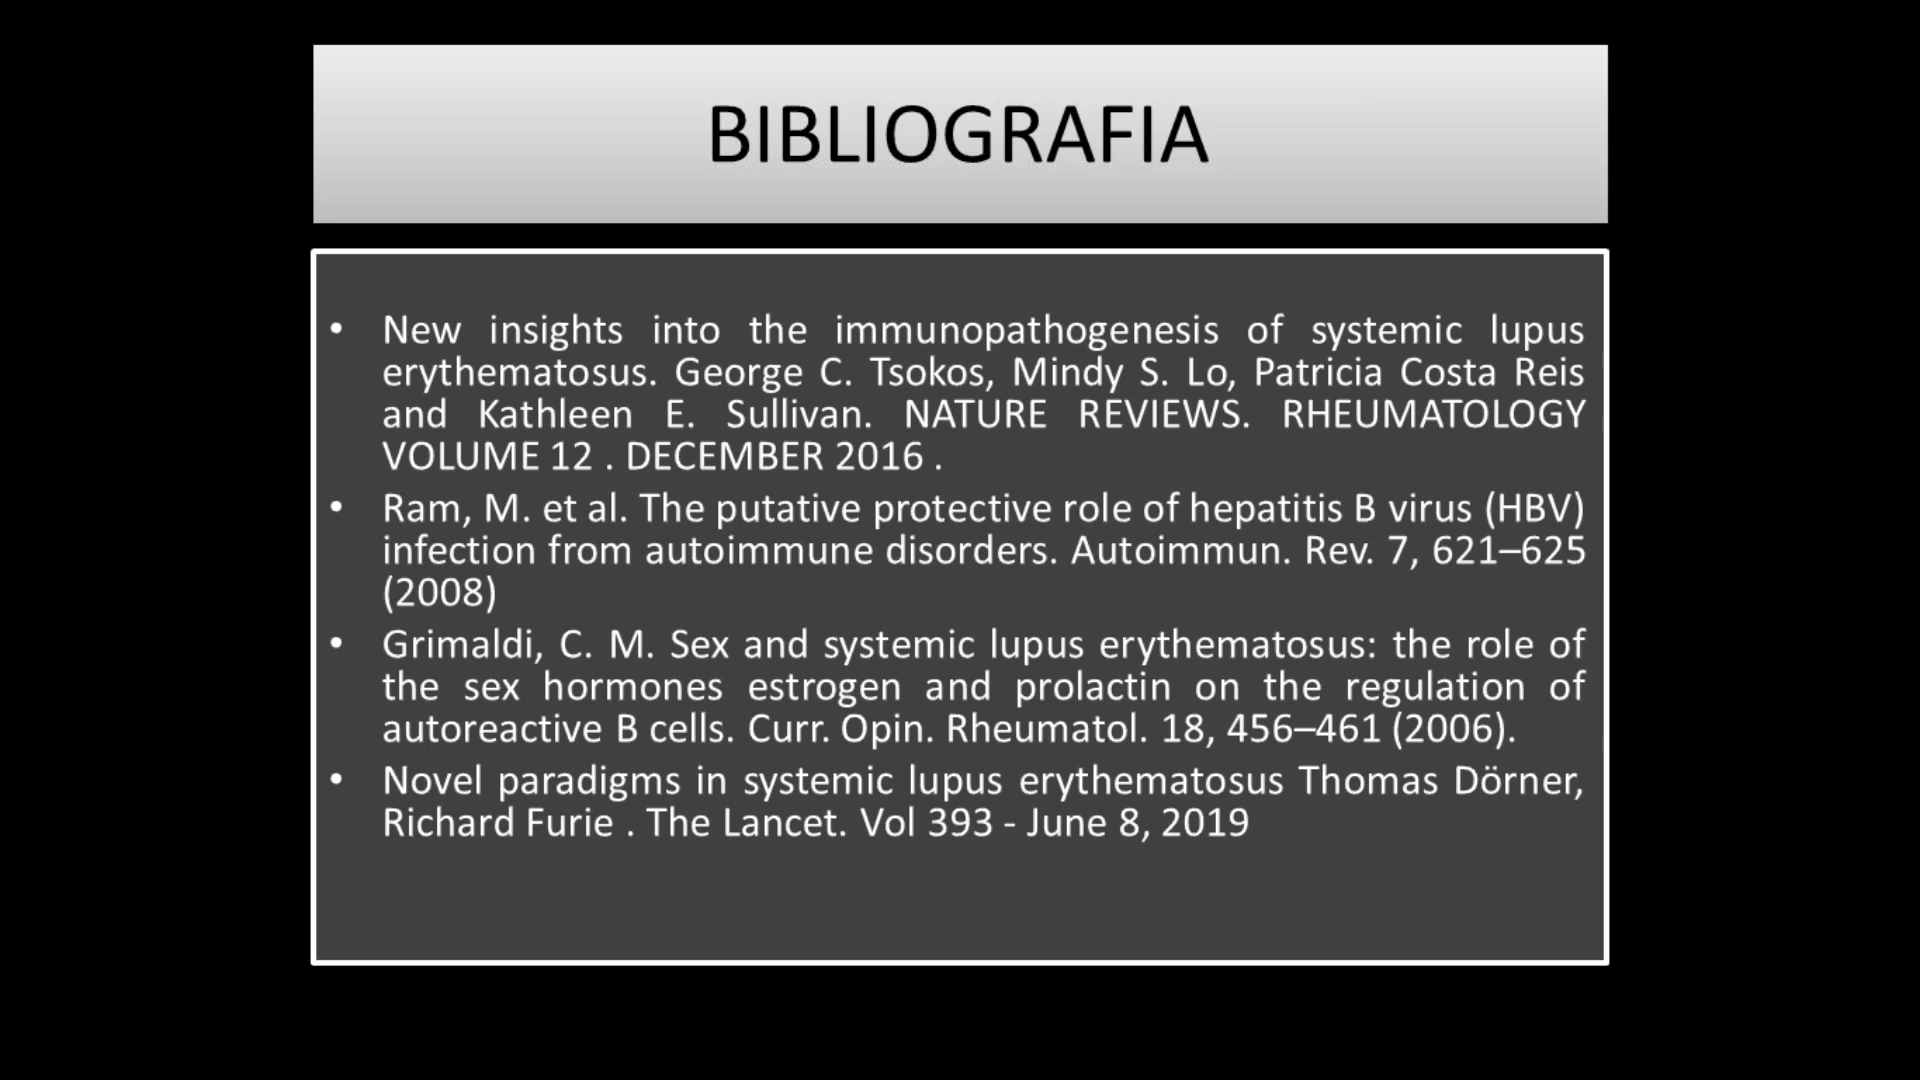 BIBLIOGRAFIA
• New insights into the immunopathogenesis of systemic lupus
erythematosus. George C. Tsokos, Mindy S. Lo, Patricia Costa Reis
and Kathleen E. Sullivan. NATURE REVIEWS. RHEUMATOLOGY
VOLUME 12 . DECEMBER 2016 .
• Ram, M. et al. The putative protective role of hepatitis B virus (HBV)
infection from autoimmune disorders. Autoimmun. Rev. 7, 621–625
(2008)
• Grimaldi, C. M. Sex and systemic lupus erythematosus: the role of
the sex hormones estrogen and prolactin on the regulation of
autoreactive B cells. Curr. Opin. Rheumatol. 18, 456–461 (2006).
• Novel paradigms in systemic lupus erythematosus Thomas Dörner,
Richard Furie . The Lancet. Vol 393 - June 8, 2019